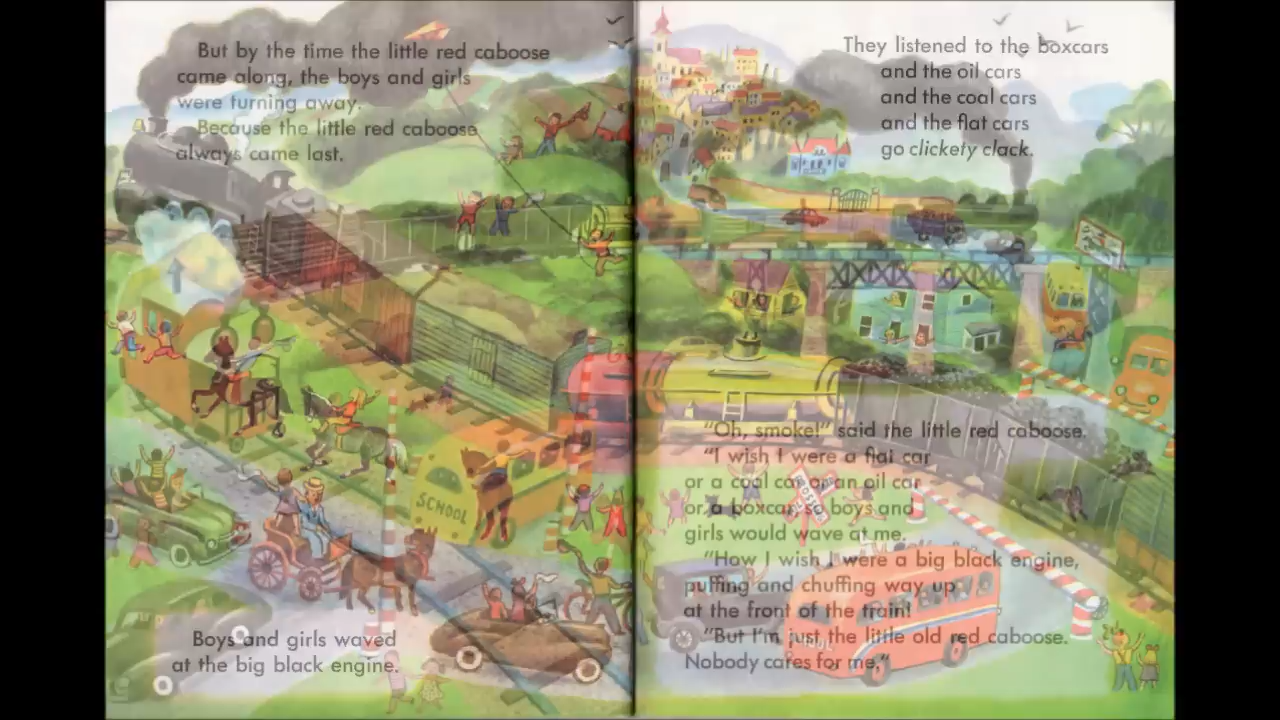 But by the time the little red caboose
came along, the boys and girls
were turning away.
Because the little red caboose
always came last.
SCHOOL
Boys and girls waved
at the big black engine.
They listened to the boxcars
and the oil cars
and the coal cars
and the flat cars
go clickety clack.
"Oh, smoke!" said the little red caboose.
"I wish I were a flat car
or a coal car or an oil car
or a boxcar, so boys and
girls would wave at me.
"How I wish I were a big black engine,
puffing and chuffing way up
at the front of the train!
"But I'm just the little old red caboose.
Nobody cares for me."